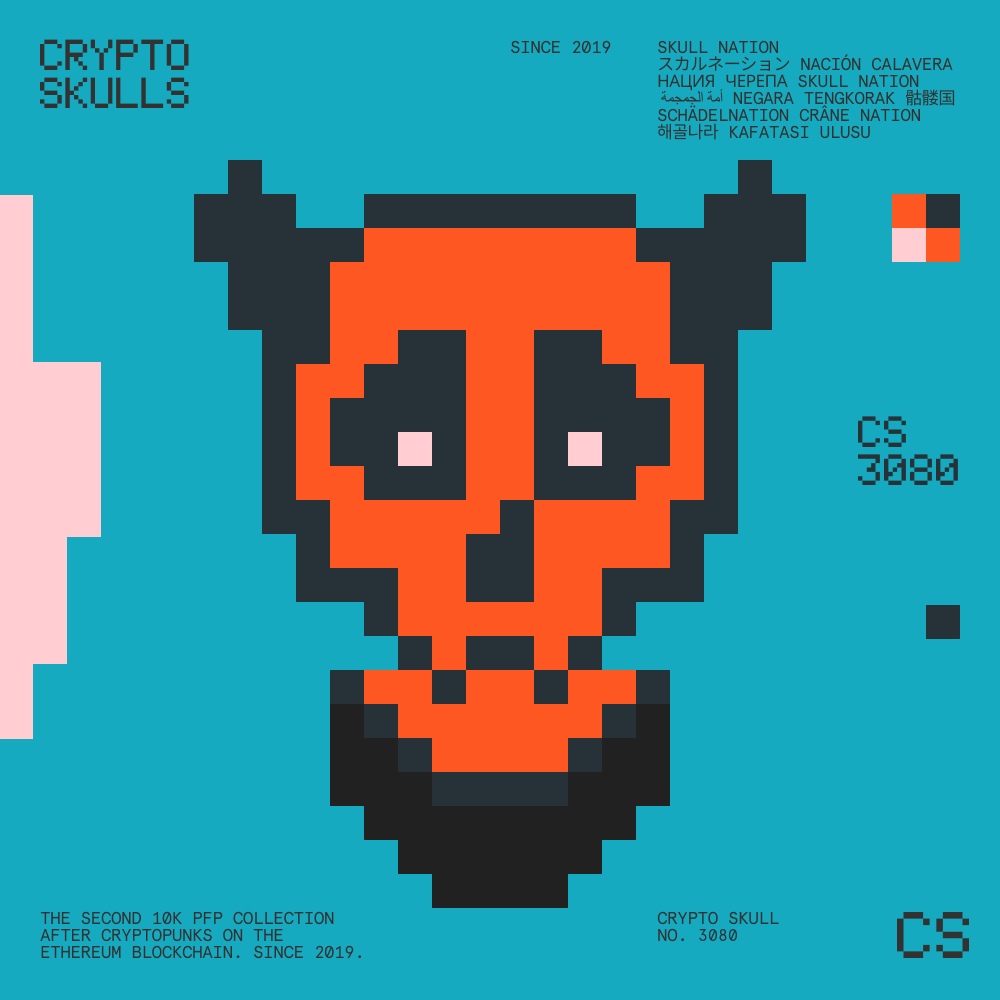 CRYPTO
SKULLS
SINCE 2019
SKULL NATION
スカルネーション NACIÓN CALAVERA
НАЦИЯ ЧЕРЕПА SKULL NATION
أمة الجمجمة NEGARA TENGKORAK 骷髅国
SCHÄDELNATION CRÂNE NATION
해골나라 KAFATASI ULUSU
CS
3080
THE SECOND 10K PFP COLLECTION
AFTER CRYPTOPUNKS ON THE
ETHEREUM BLOCKCHAIN. SINCE 2019.
CRYPTO SKULL
NO. 3080
CS